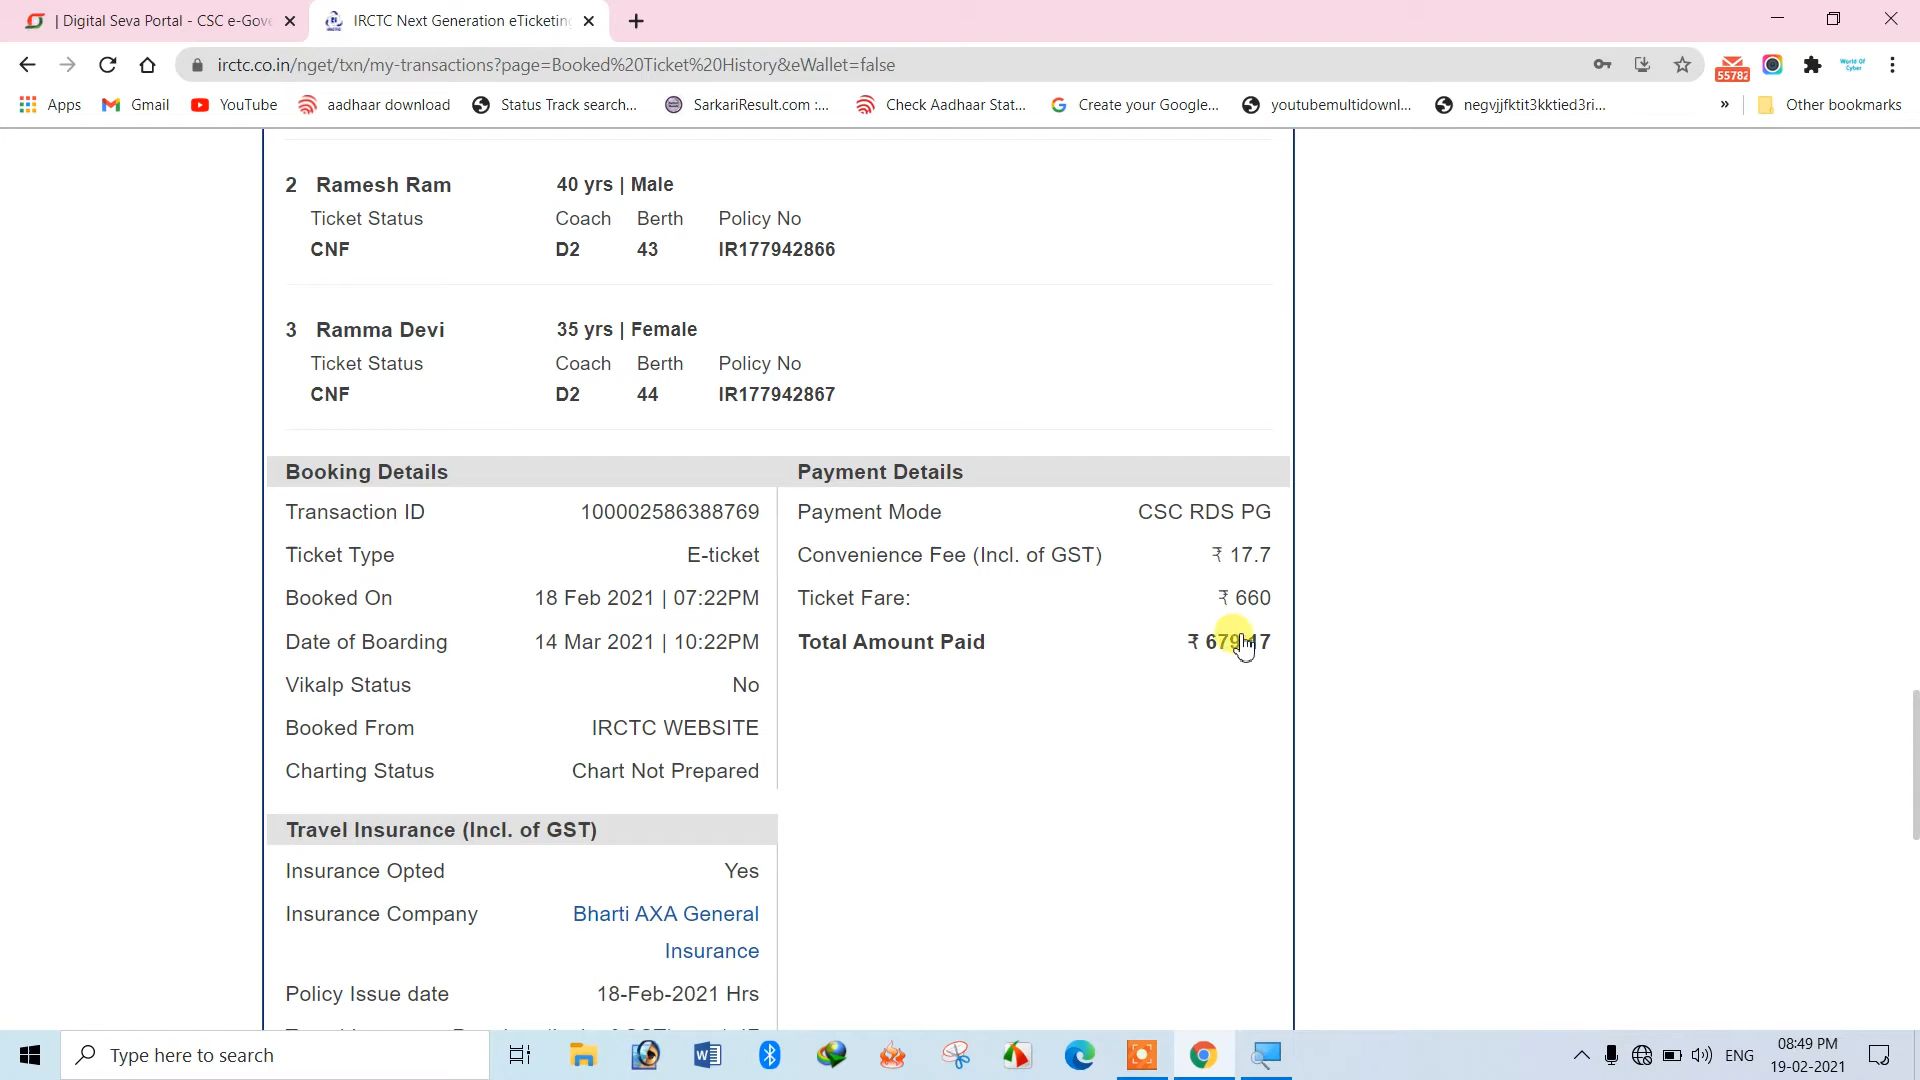 | Digital Seva Portal - CSC e-Gov
IRCTC Next Generation eTicketing
irctc.co.in/nget/txn/my-transactions?page=Booked%20Ticket%20History&eWallet=false
55782
World Of Cyber
Apps
Gmail
YouTube
aadhaar download
Status Track search...
SarkariResult.com :...
Check Aadhaar Stat...
Create your Google...
youtubemultidownl...
negvjjfktit3kktied3ri...
»
Other bookmarks
2 Ramesh Ram 40 yrs | Male
Ticket Status Coach Berth Policy No
CNF D2 43 IR177942866
3 Ramma Devi 35 yrs | Female
Ticket Status Coach Berth Policy No
CNF D2 44 IR177942867
Booking Details
Transaction ID 100002586388769
Ticket Type E-ticket
Booked On 18 Feb 2021 | 07:22PM
Date of Boarding 14 Mar 2021 | 10:22PM
Vikalp Status No
Booked From IRCTC WEBSITE
Charting Status Chart Not Prepared
Payment Details
Payment Mode CSC RDS PG
Convenience Fee (Incl. of GST) ₹ 17.7
Ticket Fare: ₹ 660
Total Amount Paid ₹
Travel Insurance (Incl. of GST)
Insurance Opted Yes
Insurance Company Bharti AXA General
Insurance
Policy Issue date 18-Feb-2021 Hrs
Type here to search
ENG
08:49 PM
19-02-2021